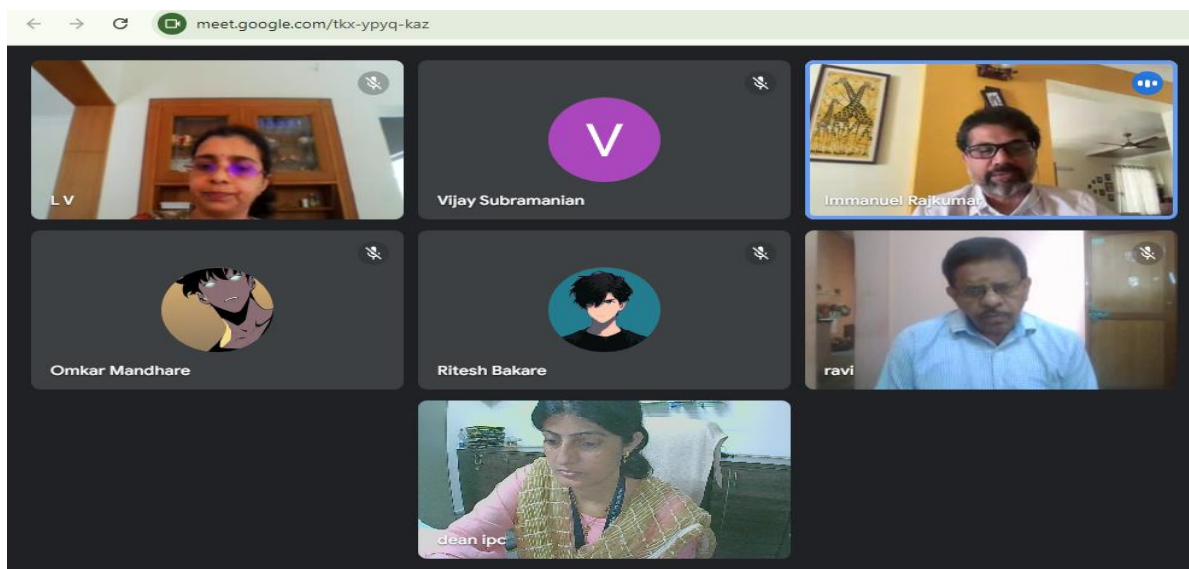 meet.google.com/tkx-ypyq-kaz
L V
V
Vijay Subramanian
Immanuel Rajkumar
Omkar Mandhare
Ritesh Bakare
ravi
dean ipc